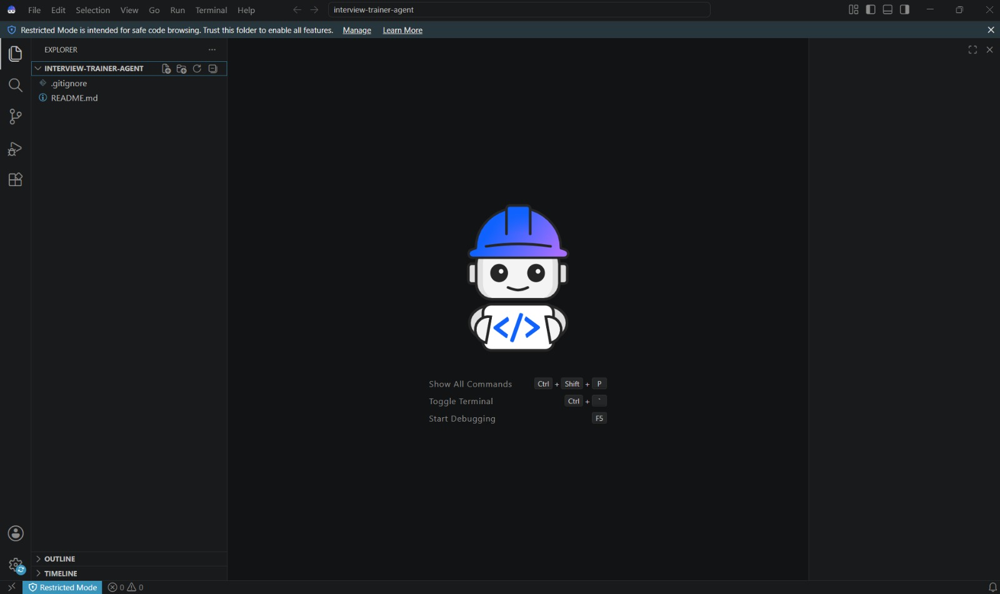 File Edit Selection View Go Run Terminal Help
interview-trainer-agent
Restricted Mode is intended for safe code browsing. Trust this folder to enable all features. Manage Learn More
EXPLORER
INTERVIEW-TRAINER-AGENT
.gitignore
README.md
</>
Show All Commands Ctrl + Shift + P
Toggle Terminal Ctrl + `
Start Debugging F5
OUTLINE
TIMELINE
Restricted Mode 0 0